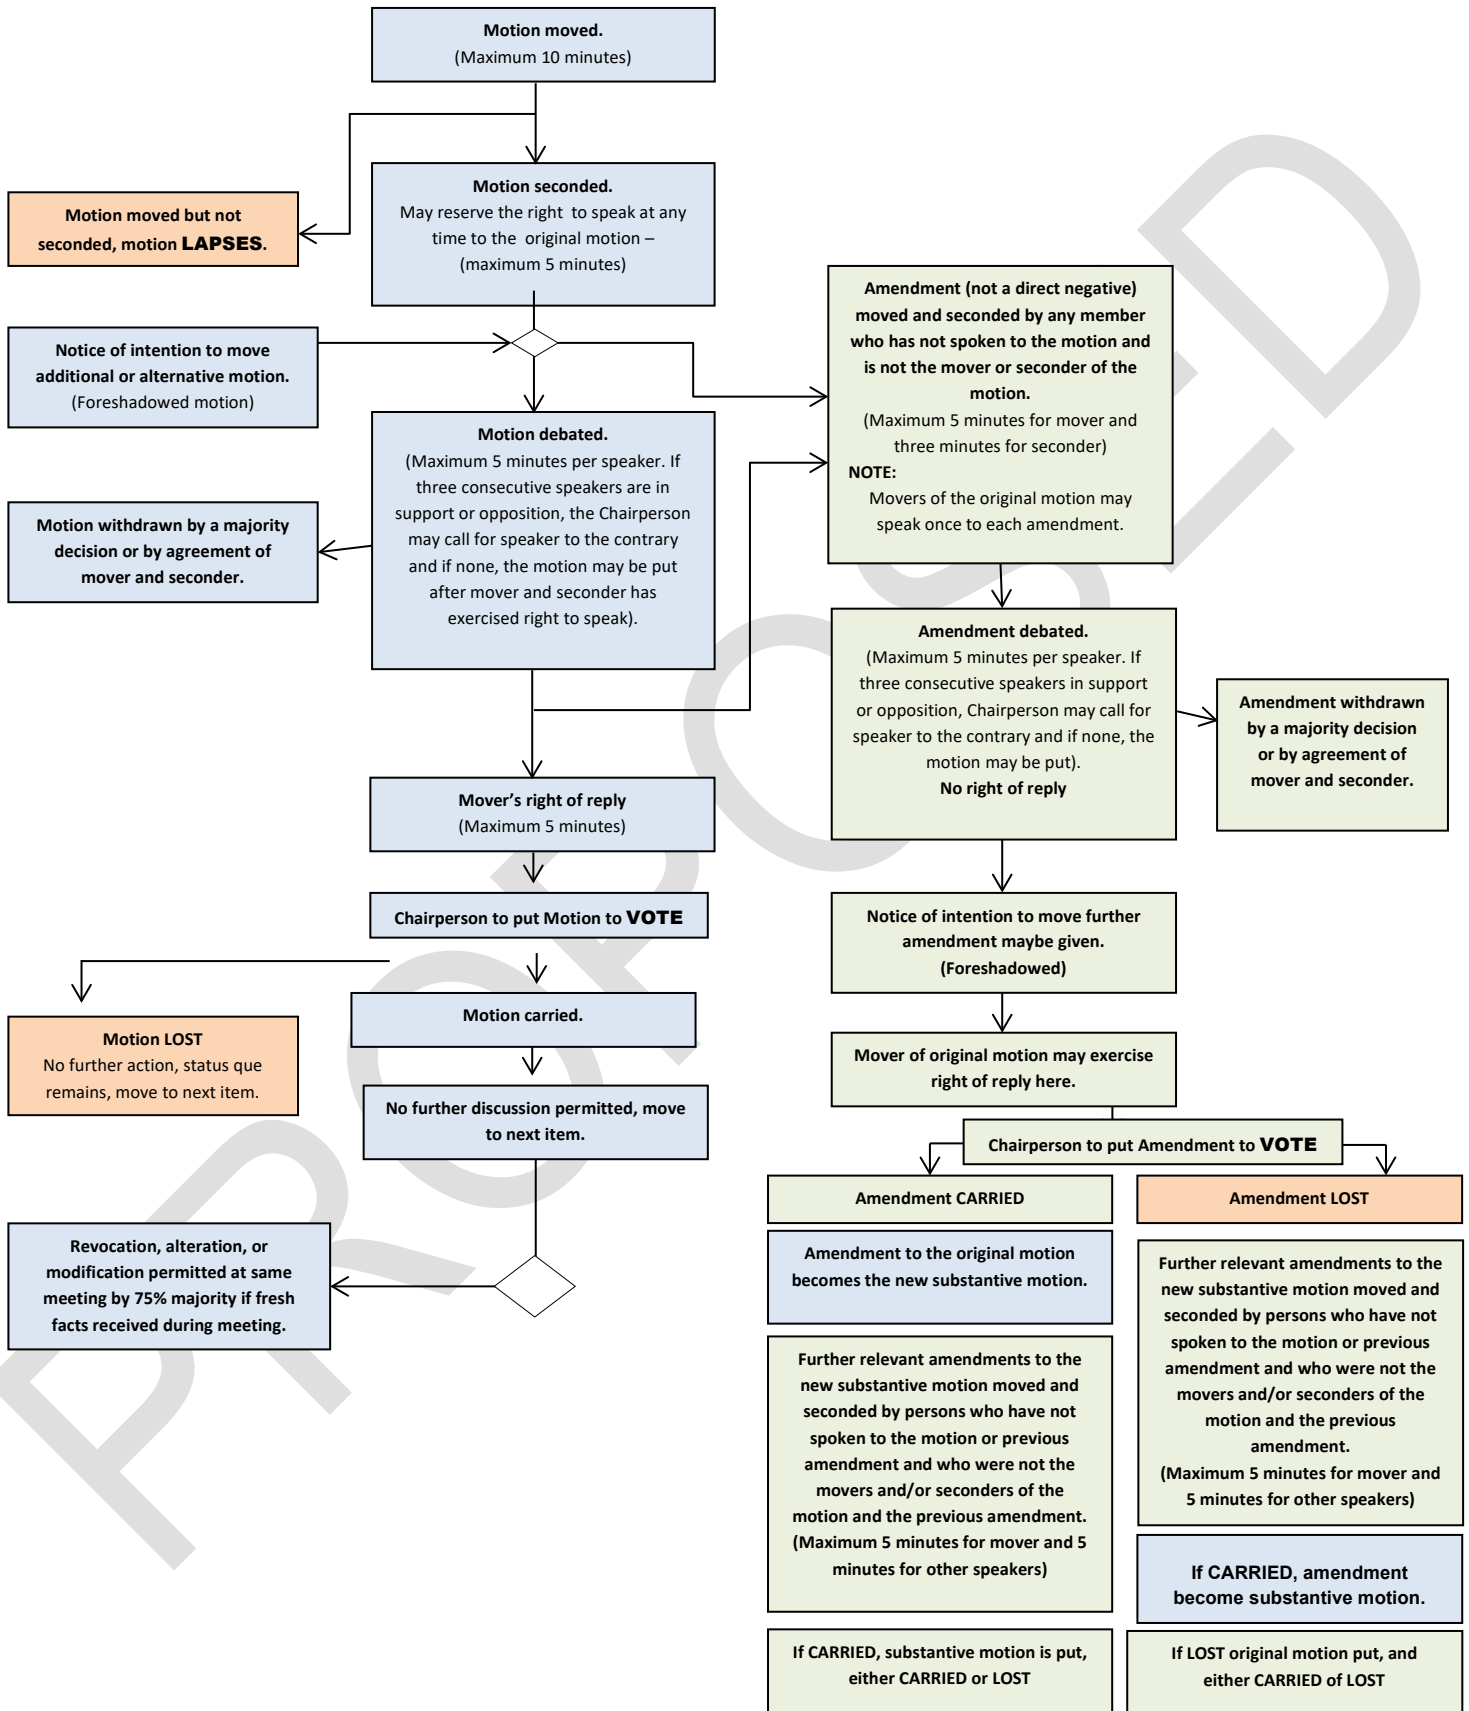 Motion moved.
(Maximum 10 minutes)
Motion seconded.
May reserve the right to speak at any
time to the original motion –
(maximum 5 minutes)
Motion moved but not
seconded, motion LAPSES.
Notice of intention to move
additional or alternative motion.
(Foreshadowed motion)
Motion debated.
(Maximum 5 minutes per speaker. If
three consecutive speakers are in
support or opposition, the Chairperson
may call for speaker to the contrary
and if none, the motion may be put
after mover and seconder has
exercised right to speak).
Motion withdrawn by a majority
decision or by agreement of
mover and seconder.
Mover’s right of reply
(Maximum 5 minutes)
Chairperson to put Motion to VOTE
Motion LOST
No further action, status que
remains, move to next item.
Motion carried.
No further discussion permitted, move
to next item.
Revocation, alteration, or
modification permitted at same
meeting by 75% majority if fresh
facts received during meeting.
Amendment (not a direct negative)
moved and seconded by any member
who has not spoken to the motion and
is not the mover or seconder of the
motion.
(Maximum 5 minutes for mover and
three minutes for seconder)
NOTE:
Movers of the original motion may
speak once to each amendment.
Amendment debated.
(Maximum 5 minutes per speaker. If
three consecutive speakers in support
or opposition, Chairperson may call for
speaker to the contrary and if none, the
motion may be put).
No right of reply
Amendment withdrawn
by a majority decision
or by agreement of
mover and seconder.
Notice of intention to move further
amendment maybe given.
(Foreshadowed)
Mover of original motion may exercise
right of reply here.
Chairperson to put Amendment to VOTE
Amendment CARRIED
Amendment to the original motion
becomes the new substantive motion.
Further relevant amendments to the
new substantive motion moved and
seconded by persons who have not
spoken to the motion or previous
amendment and who were not the
movers and/or seconders of the
motion and the previous amendment.
(Maximum 5 minutes for mover and 5
minutes for other speakers)
If CARRIED, substantive motion is put,
either CARRIED or LOST
Amendment LOST
Further relevant amendments to the
new substantive motion moved and
seconded by persons who have not
spoken to the motion or previous
amendment and who were not the
movers and/or seconders of the
motion and the previous
amendment.
(Maximum 5 minutes for mover and
5 minutes for other speakers)
If CARRIED, amendment
become substantive motion.
If LOST original motion put, and
either CARRIED of LOST
PROPOSED